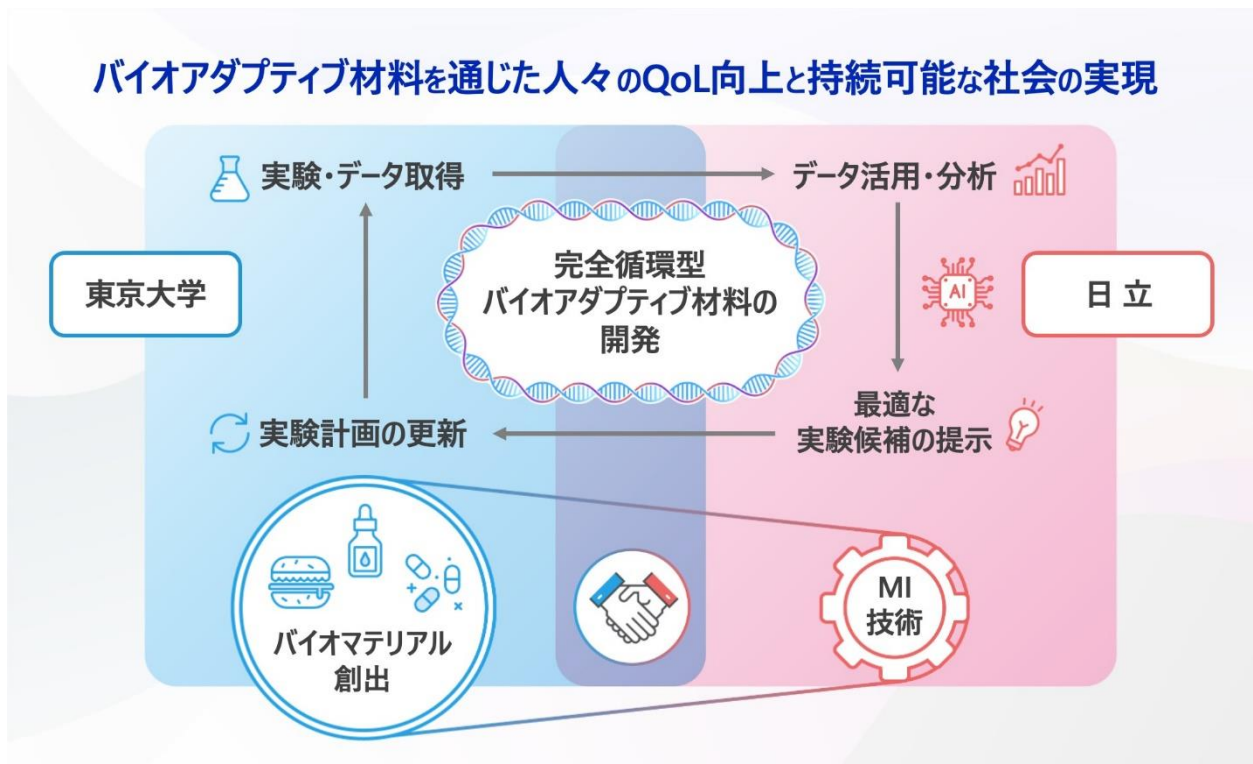 バイオアダプティブ材料を通じた人々のQoL向上と持続可能な社会の実現
実験・データ取得
データ活用・分析
完全循環型
バイオアダプティブ材料の
開発
東京大学
AI
日立
実験計画の更新
最適な
実験候補の提示
バイオマテリアル
創出
MI
技術